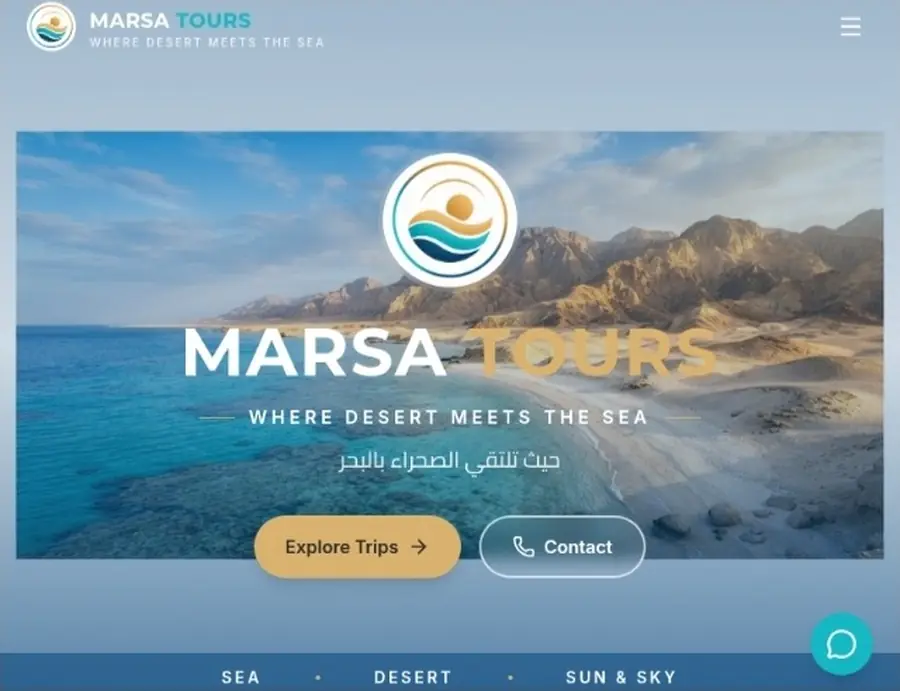 MARSA TOURS
WHERE DESERT MEETS THE SEA
MARSA TOURS
WHERE DESERT MEETS THE SEA
حيث تلتقي الصحراء بالبحر
Explore Trips
Contact
SEA • DESERT • SUN & SKY